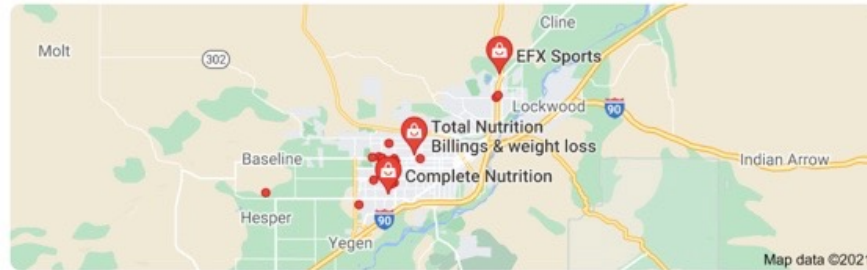 Cline
Molt
302
EFX Sports
Lockwood
90
Total Nutrition
Billings & weight loss
Baseline
Indian Arrow
Complete Nutrition
Hesper
90
Yegen
Map data ©2021